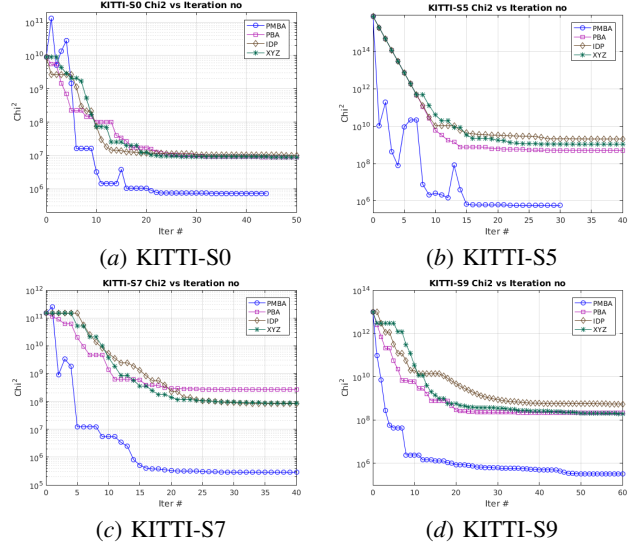 KITTI-S0 Chi2 vs Iteration no
10^11
10^10
10^9
10^8
10^7
10^6
Chi^2
0 10 20 30 40 50
Iter #
PMBA
PBA
IDP
XYZ
(a) KITTI-S0
KITTI-S5 Chi2 vs Iteration no
10^14
10^12
10^10
10^8
10^6
Chi^2
0 5 10 15 20 25 30 35 40
Iter #
PMBA
PBA
IDP
XYZ
(b) KITTI-S5
KITTI-S7 Chi2 vs Iteration no
10^12
10^11
10^10
10^9
10^8
10^7
10^6
10^5
Chi^2
0 5 10 15 20 25 30 35 40
Iter #
PMBA
PBA
IDP
XYZ
(c) KITTI-S7
KITTI-S9 Chi2 vs Iteration no
10^14
10^12
10^10
10^8
10^6
Chi^2
0 10 20 30 40 50 60
Iter #
PMBA
PBA
IDP
XYZ
(d) KITTI-S9